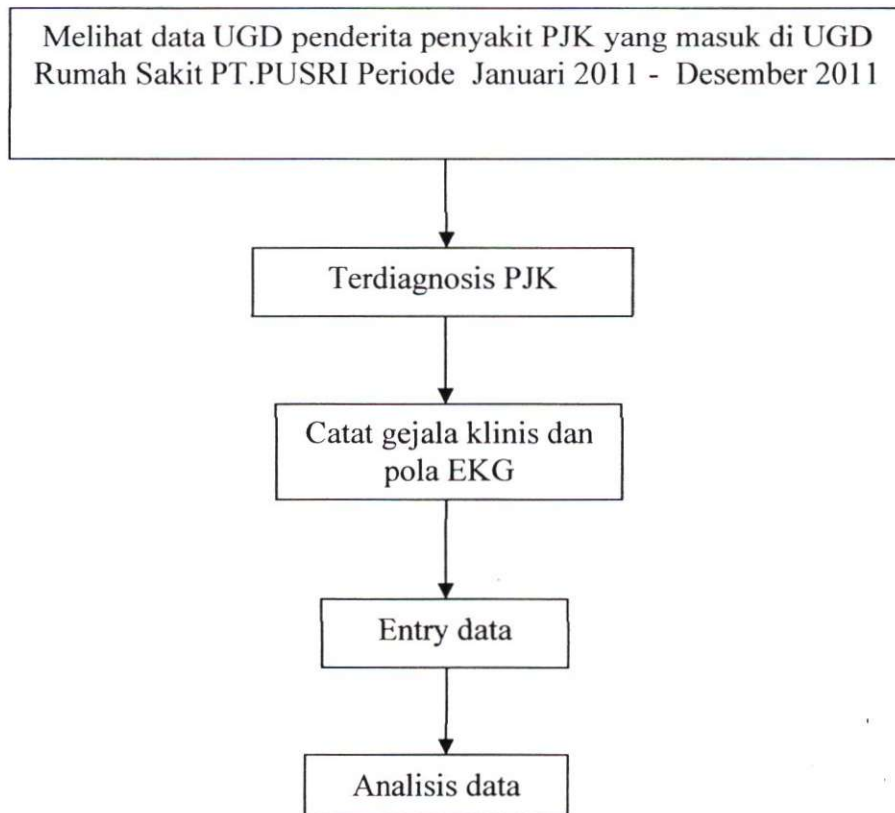 Melihat data UGD penderita penyakit PJK yang masuk di UGD
Rumah Sakit PT.PUSRI Periode Januari 2011 - Desember 2011
Terdiagnosis PJK
Catat gejala klinis dan
pola EKG
Entry data
Analisis data